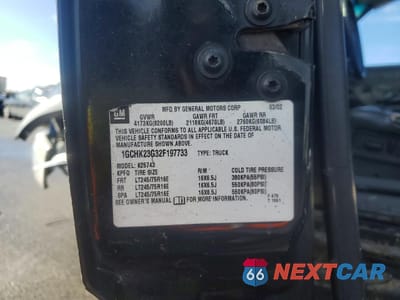 GM
MFD BY GENERAL MOTORS CORP 03/02
GVWR GAWR FRT GAWR RR
4173KG(9200LB) 2118KG(4670LB) 2760KG(6084LB)
THIS VEHICLE CONFORMS TO ALL APPLICABLE U.S. FEDERAL MOTOR
VEHICLE SAFETY STANDARDS IN EFFECT ON THE DATE OF
MANUFACTURE SHOWN ABOVE.
1GCHK23G32F197733 TYPE: TRUCK
MODEL: K25743
KPFD TIRE SIZE RIM COLD TIRE PRESSURE
FRT LT245/75R16E 16X6.5J 380KPA(55PSI)
RR LT245/75R16E 16X6.5J 550KPA(80PSI)
SPA LT245/75R16E 16X6.5J 550KPA(80PSI)
SEE OWNER'S MANUAL FOR MORE INFORMATION.
66 NEXTCAR